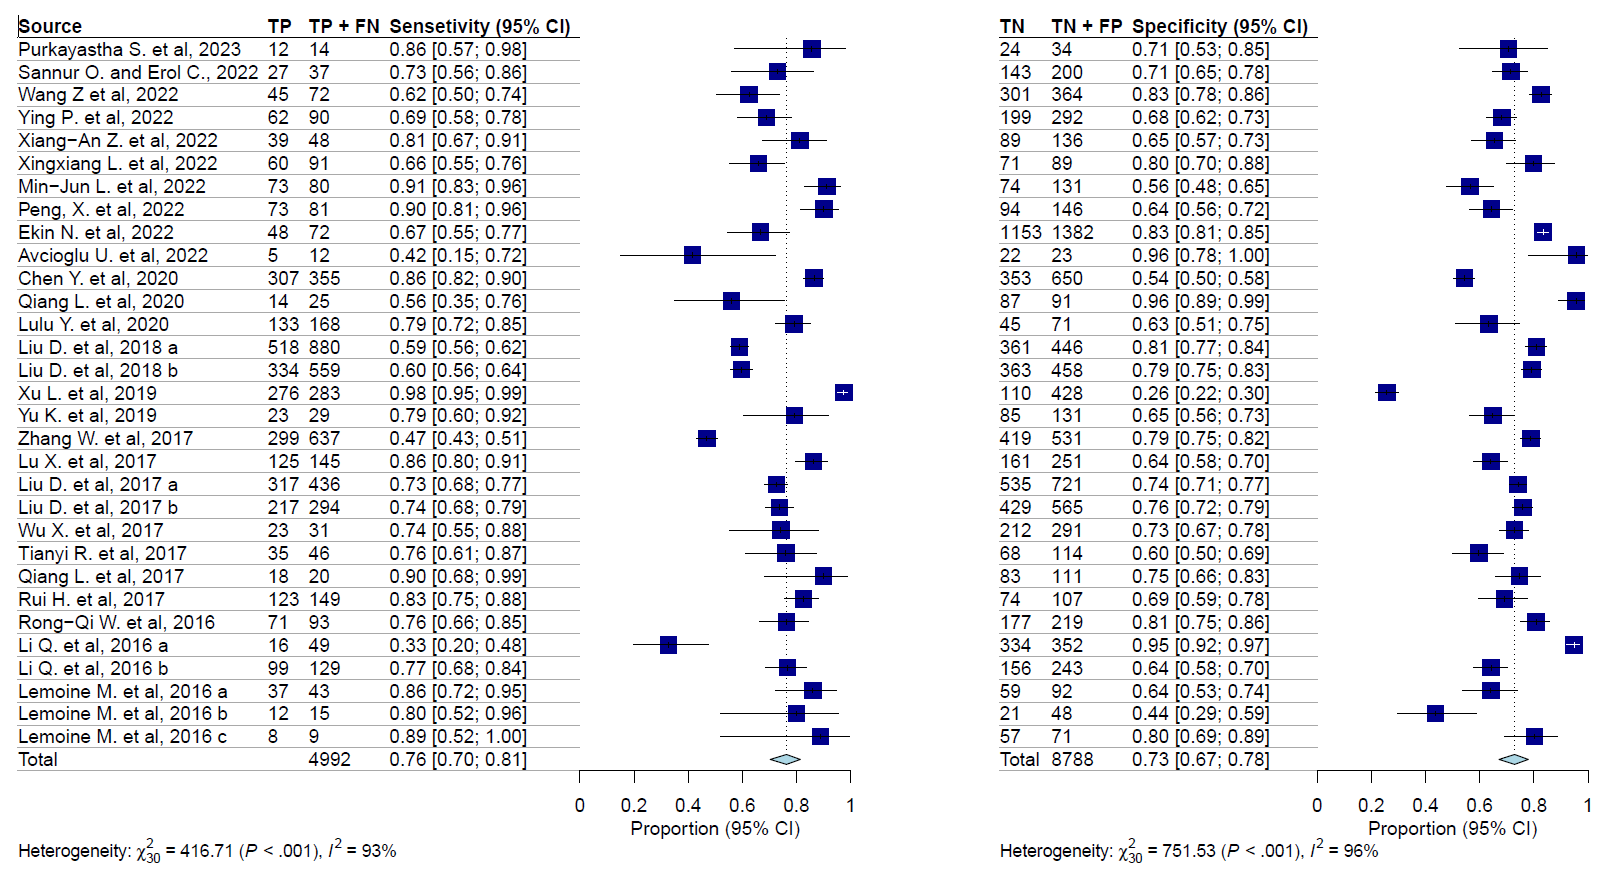 Source TP TP + FN Sensetivity (95% CI) TN TN + FP Specificity (95% CI)
Purkayastha S. et al, 2023 12 14 0.86 [0.57; 0.98] 24 34 0.71 [0.53; 0.85]
Sannur O. and Erol C., 2022 27 37 0.73 [0.56; 0.86] 143 200 0.71 [0.65; 0.78]
Wang Z et al, 2022 45 72 0.62 [0.50; 0.74] 301 364 0.83 [0.78; 0.86]
Ying P. et al, 2022 62 90 0.69 [0.58; 0.78] 199 292 0.68 [0.62; 0.73]
Xiang−An Z. et al, 2022 39 48 0.81 [0.67; 0.91] 89 136 0.65 [0.57; 0.73]
Xingxiang L. et al, 2022 60 91 0.66 [0.55; 0.76] 71 89 0.80 [0.70; 0.88]
Min−Jun L. et al, 2022 73 80 0.91 [0.83; 0.96] 74 131 0.56 [0.48; 0.65]
Peng, X. et al, 2022 73 81 0.90 [0.81; 0.96] 94 146 0.64 [0.56; 0.72]
Ekin N. et al, 2022 48 72 0.67 [0.55; 0.77] 1153 1382 0.83 [0.81; 0.85]
Avcioglu U. et al, 2022 5 12 0.42 [0.15; 0.72] 22 23 0.96 [0.78; 1.00]
Chen Y. et al, 2020 307 355 0.86 [0.82; 0.90] 353 650 0.54 [0.50; 0.58]
Qiang L. et al, 2020 14 25 0.56 [0.35; 0.76] 87 91 0.96 [0.89; 0.99]
Lulu Y. et al, 2020 133 168 0.79 [0.72; 0.85] 45 71 0.63 [0.51; 0.75]
Liu D. et al, 2018 a 518 880 0.59 [0.56; 0.62] 361 446 0.81 [0.77; 0.84]
Liu D. et al, 2018 b 334 559 0.60 [0.56; 0.64] 363 458 0.79 [0.75; 0.83]
Xu L. et al, 2019 276 283 0.98 [0.95; 0.99] 110 428 0.26 [0.22; 0.30]
Yu K. et al, 2019 23 29 0.79 [0.60; 0.92] 85 131 0.65 [0.56; 0.73]
Zhang W. et al, 2017 299 637 0.47 [0.43; 0.51] 419 531 0.79 [0.75; 0.82]
Lu X. et al, 2017 125 145 0.86 [0.80; 0.91] 161 251 0.64 [0.58; 0.70]
Liu D. et al, 2017 a 317 436 0.73 [0.68; 0.77] 535 721 0.74 [0.71; 0.77]
Liu D. et al, 2017 b 217 294 0.74 [0.68; 0.79] 429 565 0.76 [0.72; 0.79]
Wu X. et al, 2017 23 31 0.74 [0.55; 0.88] 212 291 0.73 [0.67; 0.78]
Tianyi R. et al, 2017 35 46 0.76 [0.61; 0.87] 68 114 0.60 [0.50; 0.69]
Qiang L. et al, 2017 18 20 0.90 [0.68; 0.99] 83 111 0.75 [0.66; 0.83]
Rui H. et al, 2017 123 149 0.83 [0.75; 0.88] 74 107 0.69 [0.59; 0.78]
Rong−Qi W. et al, 2016 71 93 0.76 [0.66; 0.85] 177 219 0.81 [0.75; 0.86]
Li Q. et al, 2016 a 16 49 0.33 [0.20; 0.48] 334 352 0.95 [0.92; 0.97]
Li Q. et al, 2016 b 99 129 0.77 [0.68; 0.84] 156 243 0.64 [0.58; 0.70]
Lemoine M. et al, 2016 a 37 43 0.86 [0.72; 0.95] 59 92 0.64 [0.53; 0.74]
Lemoine M. et al, 2016 b 12 15 0.80 [0.52; 0.96] 21 48 0.44 [0.29; 0.59]
Lemoine M. et al, 2016 c 8 9 0.89 [0.52; 1.00] 57 71 0.80 [0.69; 0.89]
Total 4992 0.76 [0.70; 0.81] Total 8788 0.73 [0.67; 0.78]
0 0.2 0.4 0.6 0.8 1 0 0.2 0.4 0.6 0.8 1
Proportion (95% CI) Proportion (95% CI)
Heterogeneity: χ²₃₀ = 416.71 (P < .001), I² = 93% Heterogeneity: χ²₃₀ = 751.53 (P < .001), I² = 96%